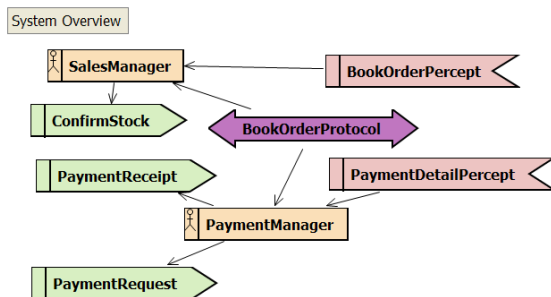 System Overview
SalesManager
BookOrderPercept
ConfirmStock
BookOrderProtocol
PaymentReceipt
PaymentDetailPercept
PaymentManager
PaymentRequest